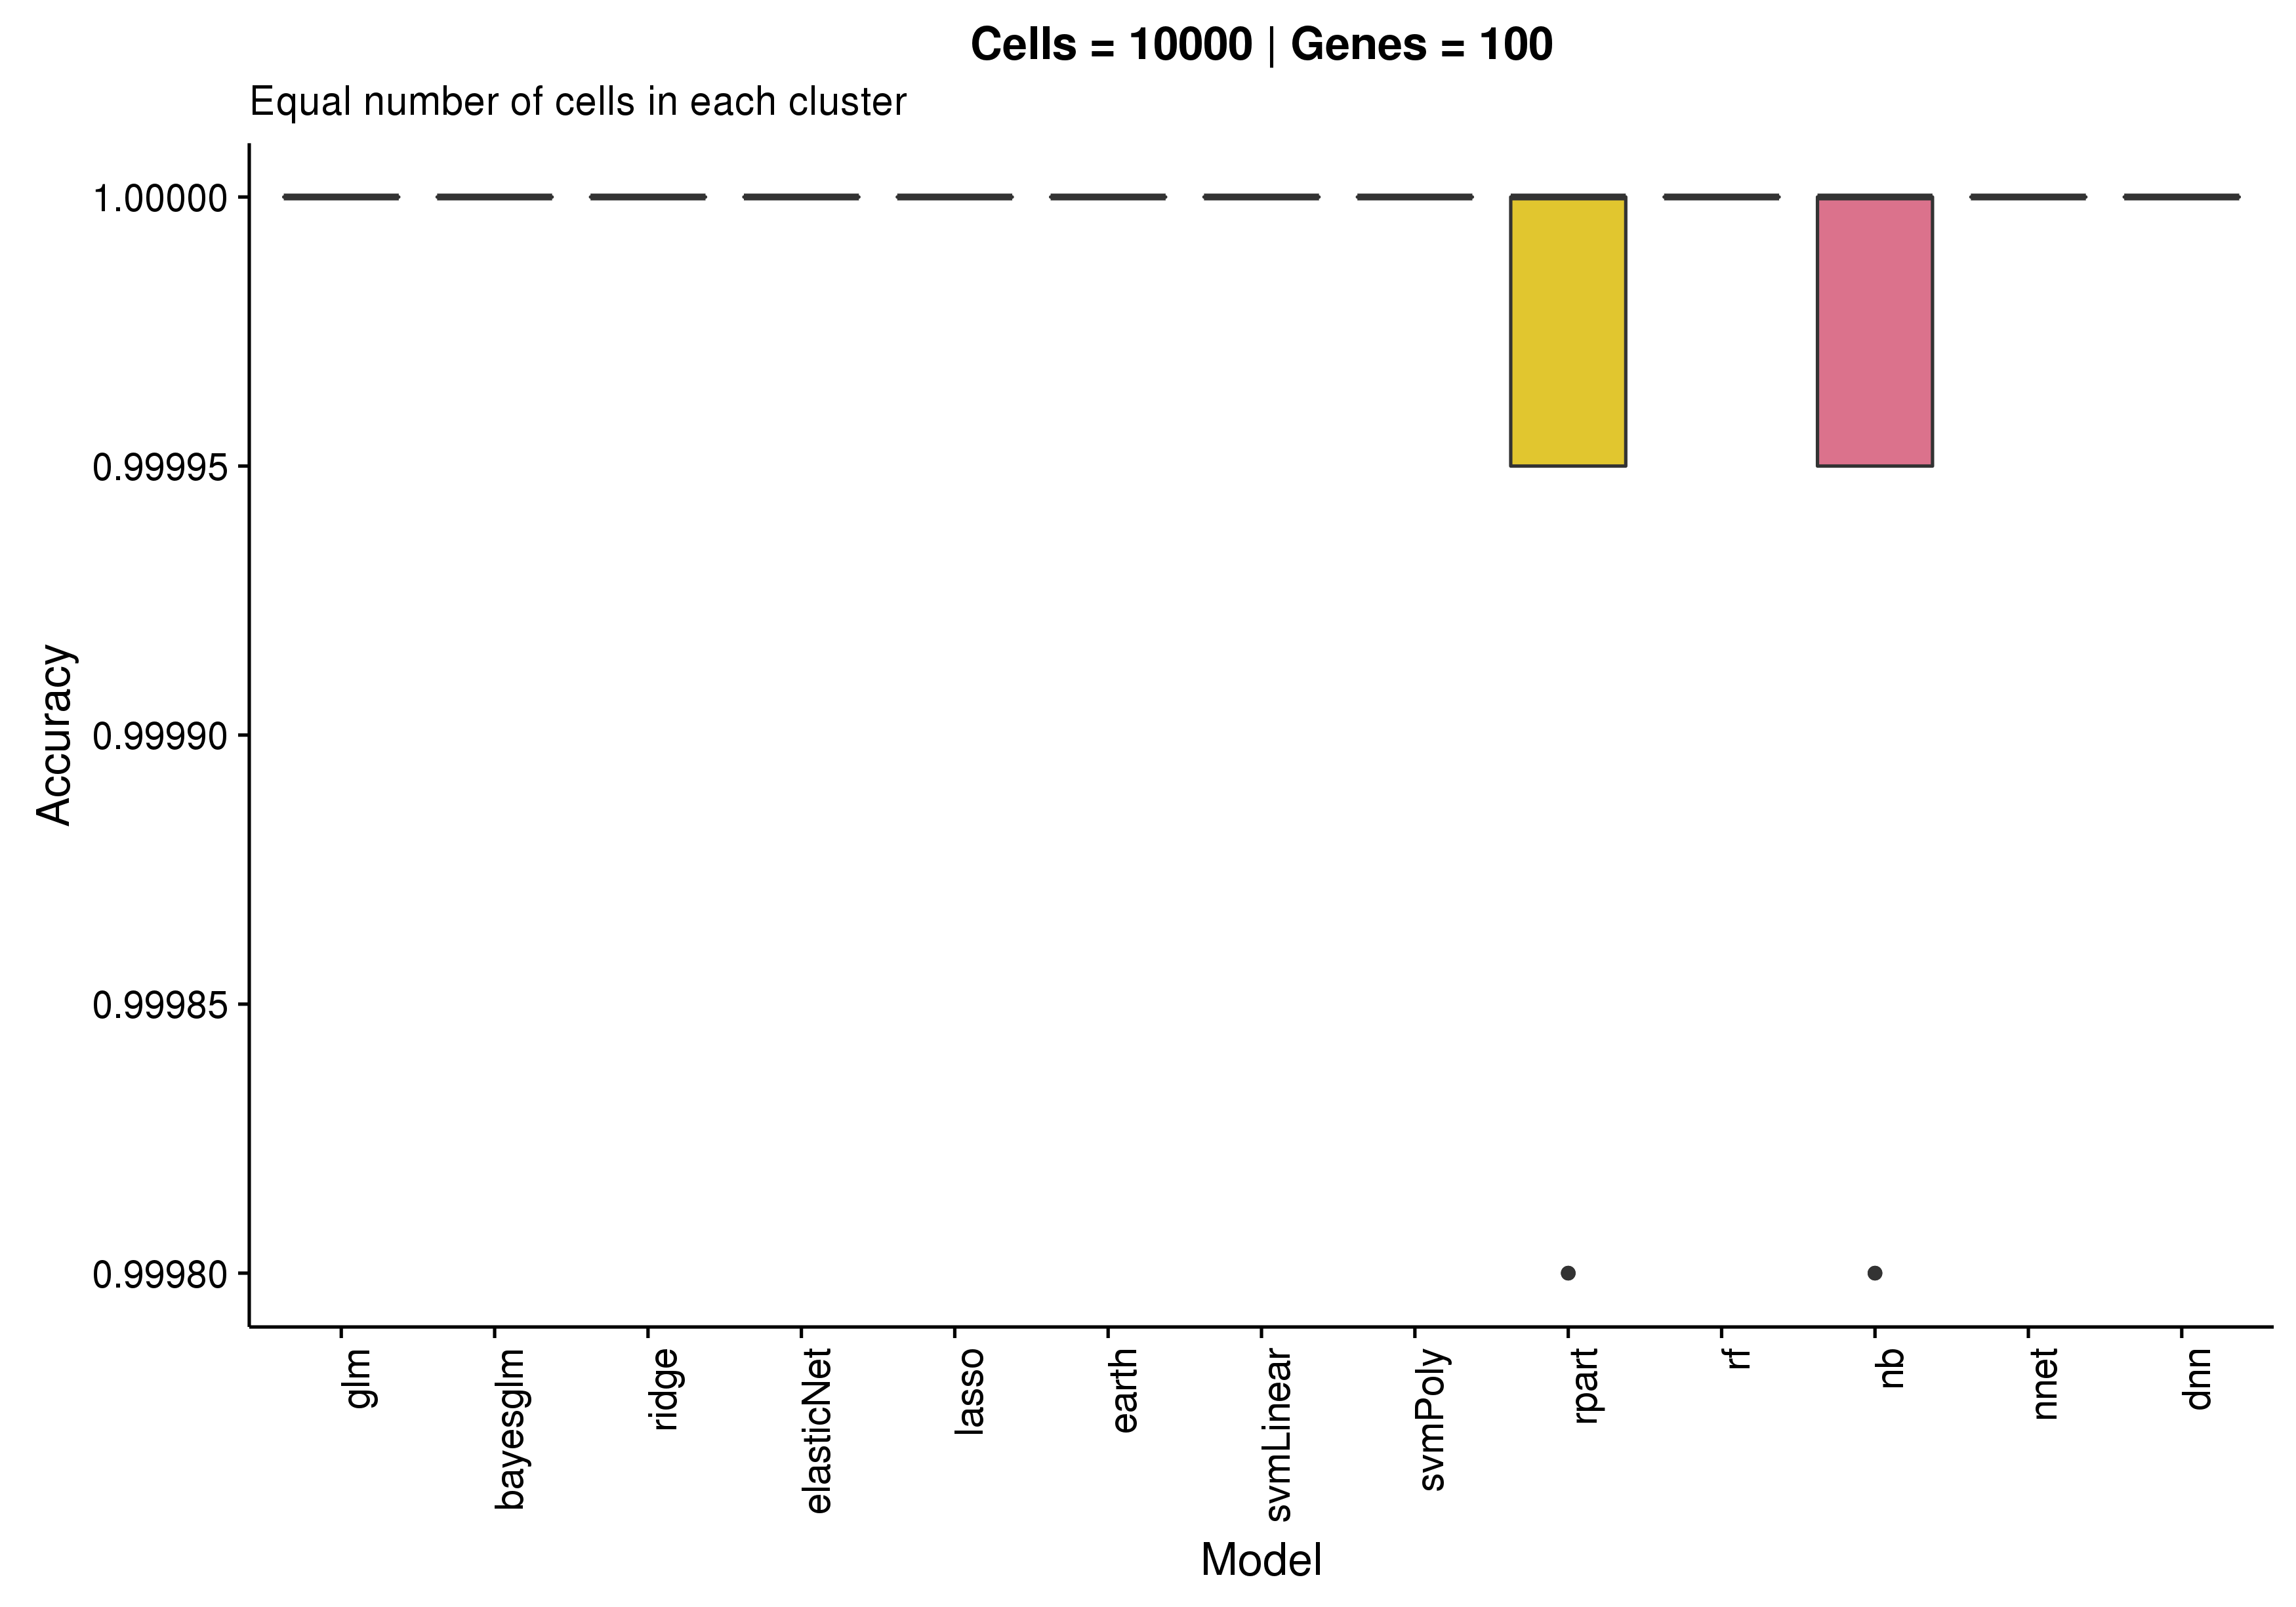 Cells = 10000 | Genes = 100
Equal number of cells in each cluster
1.00000
0.99995
0.99990
0.99985
0.99980
Accuracy
glm
bayesglm
ridge
elasticNet
lasso
earth
svmLinear
svmPoly
rpart
rf
nb
nnet
dnn
Model